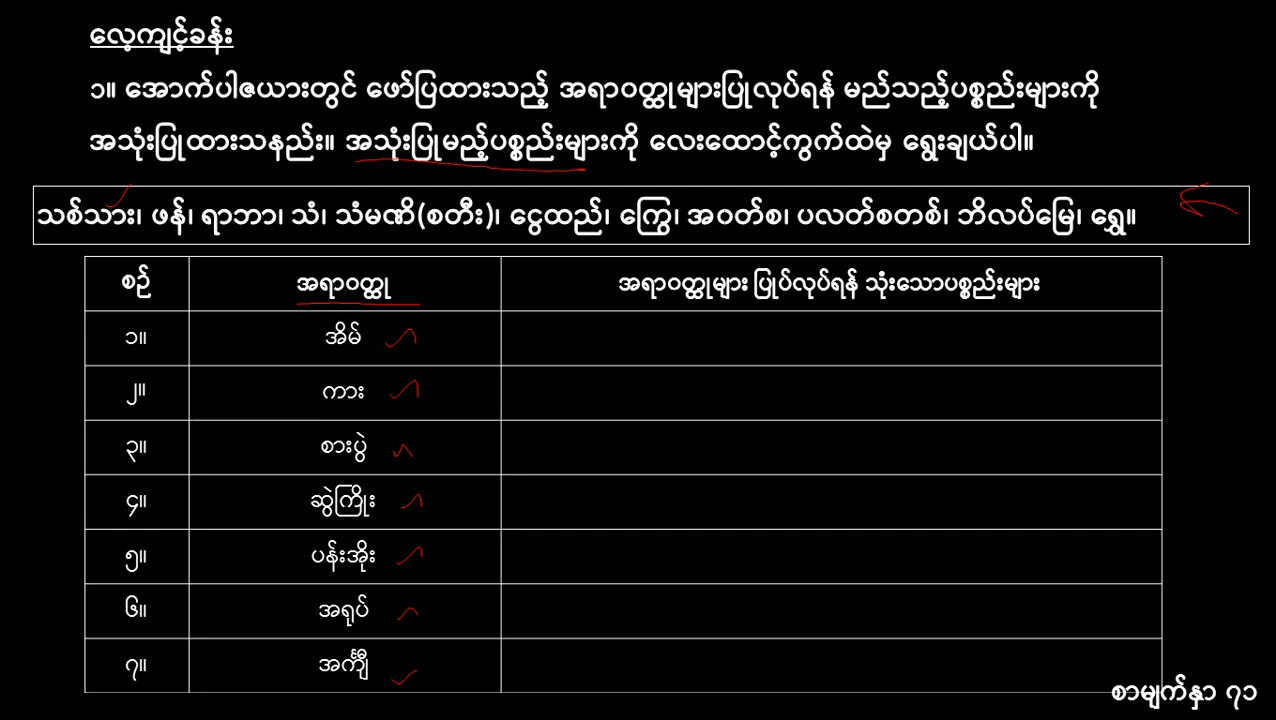 လေ့ကျင့်ခန်း
၁။ အောက်ပါဇယားတွင် ဖော်ပြထားသည့် အရာဝတ္ထုများပြုလုပ်ရန် မည်သည့်ပစ္စည်းများကို
အသုံးပြုထားသနည်း။ အသုံးပြုမည့်ပစ္စည်းများကို လေးထောင့်ကွက်ထဲမှ ရွေးချယ်ပါ။
သစ်သား၊ ဖန်၊ ရာဘာ၊ သံ၊ သံမဏိ(စတီး)၊ ငွေထည်၊ ကြွေ၊ အဝတ်စ၊ ပလတ်စတစ်၊ ဘိလပ်မြေ၊ ရွှေ။
စဉ် အရာဝတ္ထု အရာဝတ္ထုများ ပြုပ်လုပ်ရန် သုံးသောပစ္စည်းများ
၁။ အိမ်
၂။ ကား
၃။ စားပွဲ
၄။ ဆွဲကြိုး
၅။ ပန်းအိုး
၆။ အရုပ်
၇။ အင်္ကျီ
စာမျက်နှာ ၇၁